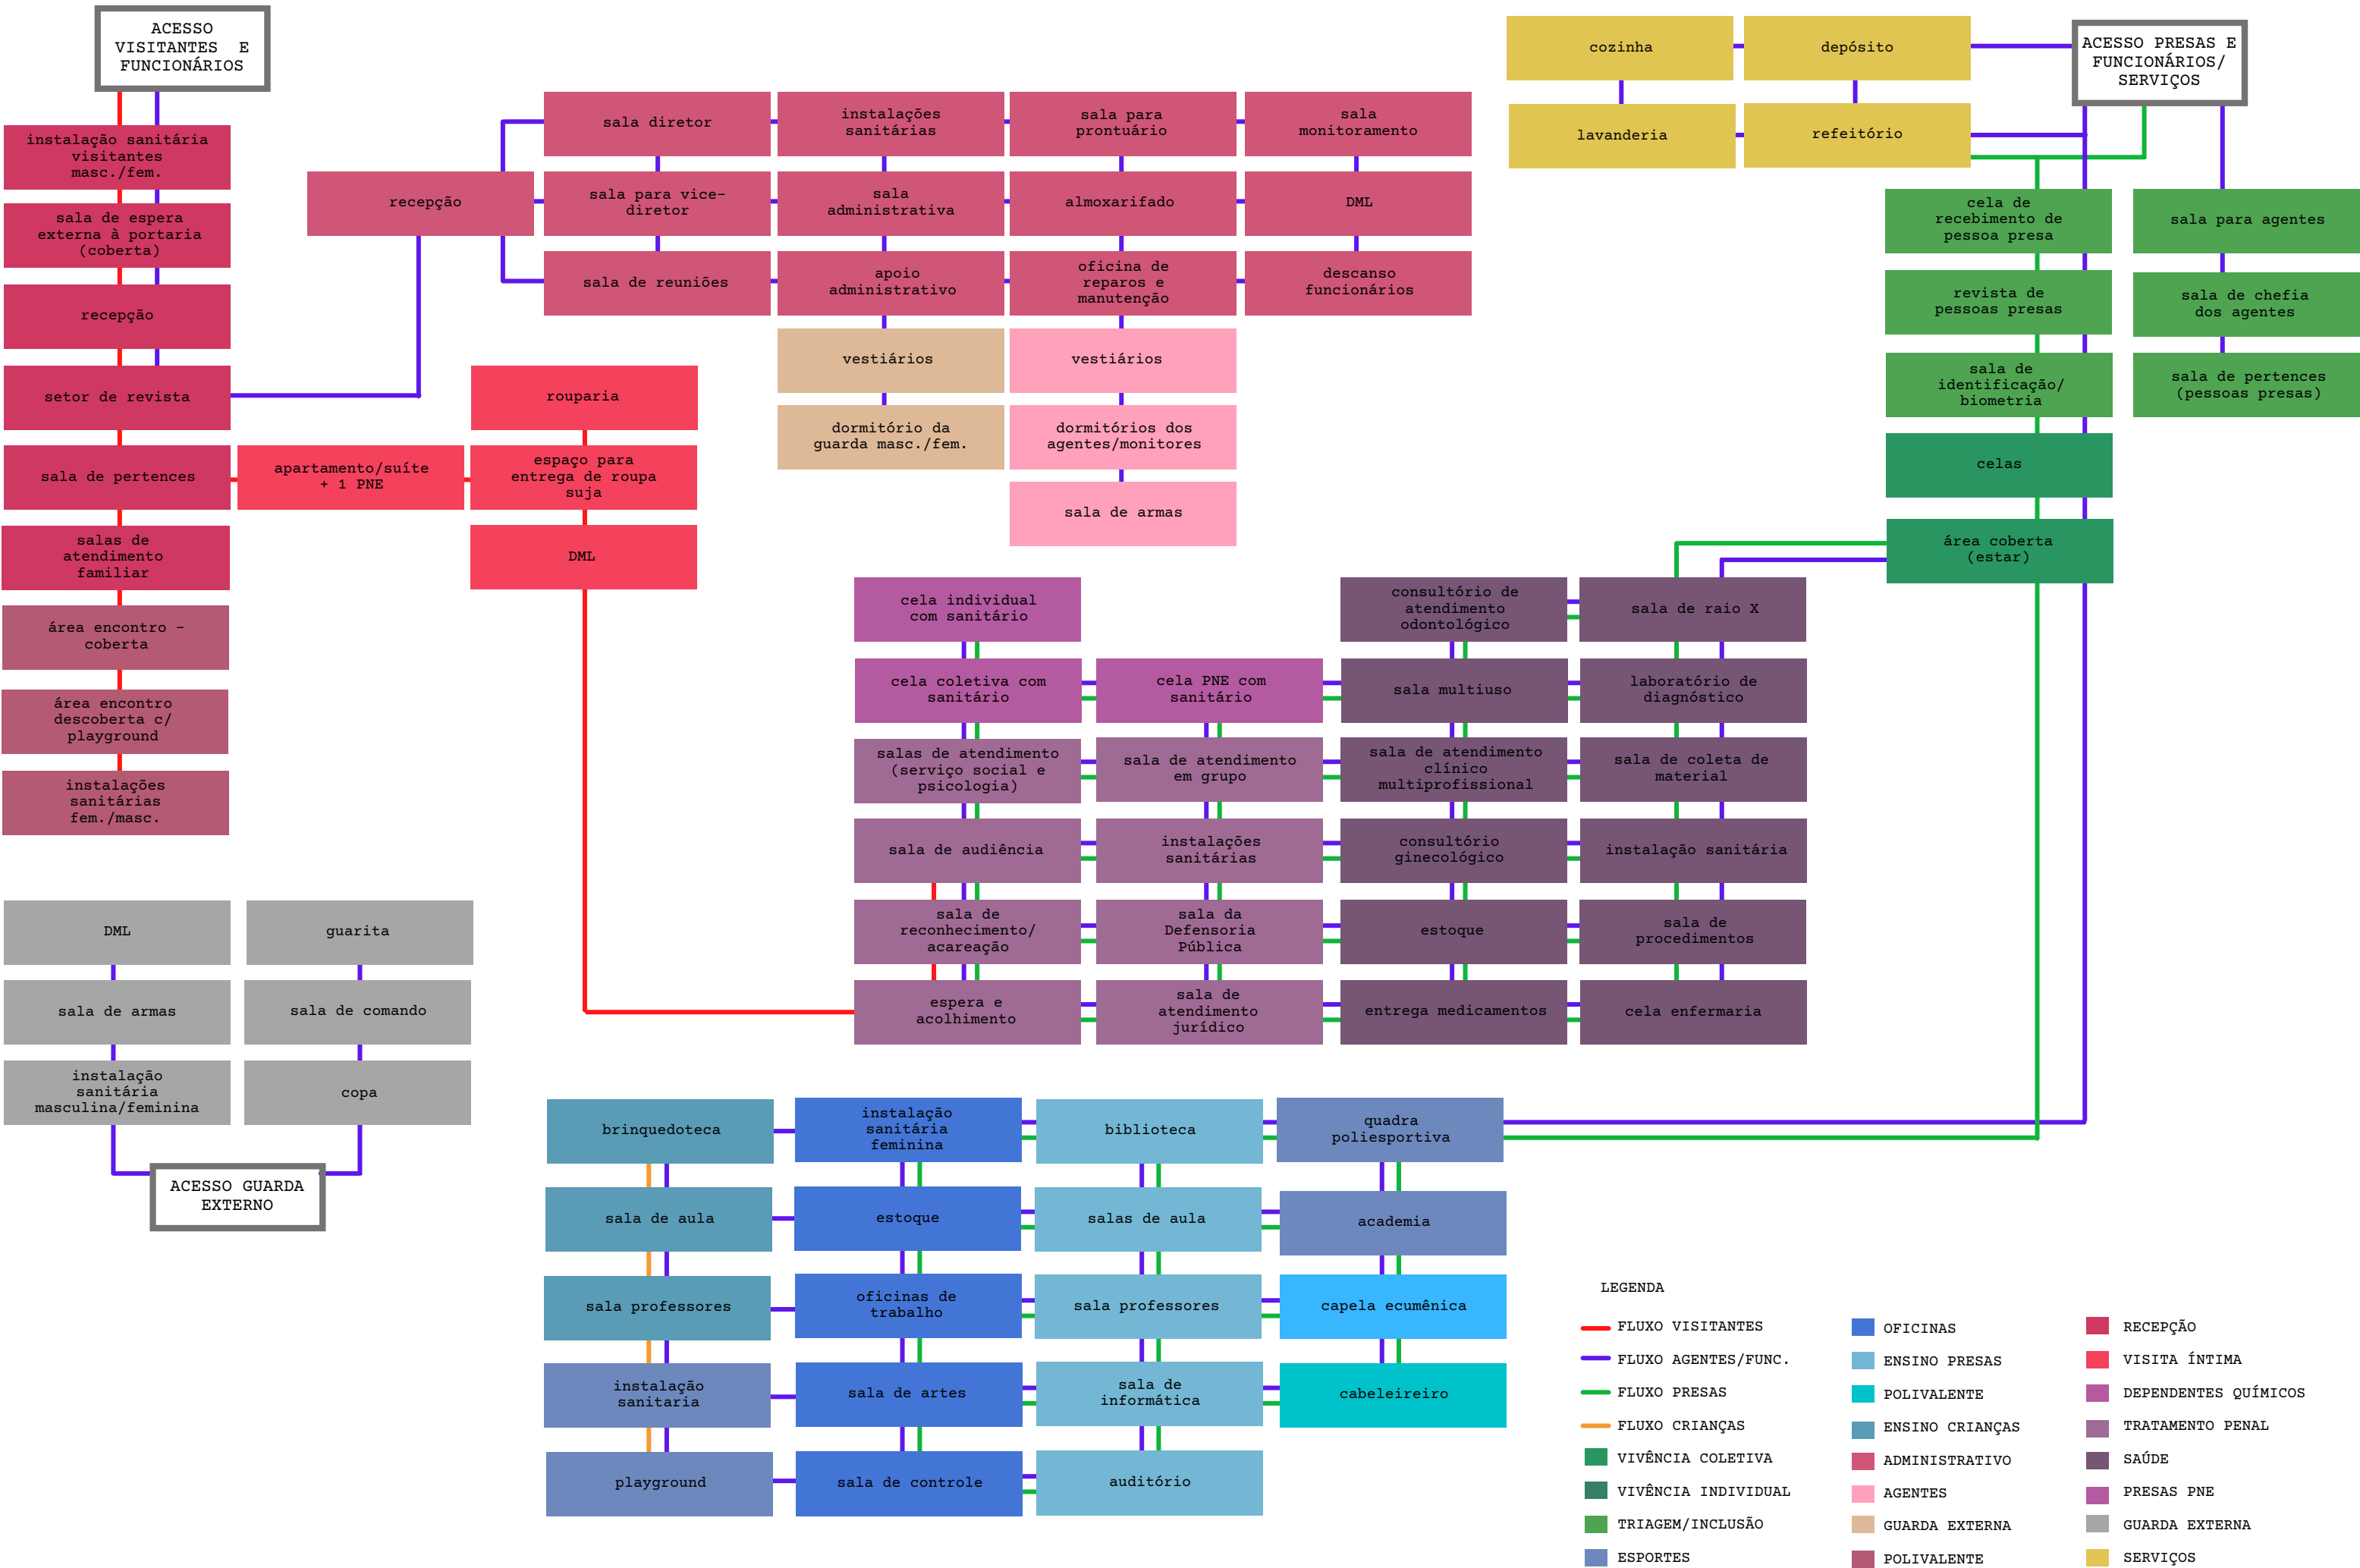 ACESSO
VISITANTES E
FUNCIONÁRIOS
instalação sanitária
visitantes
masc./fem.
sala de espera
externa à portaria
(coberta)
recepção
setor de revista
sala de pertences
salas de
atendimento
familiar
área encontro -
coberta
área encontro
descoberta c/
playground
instalações
sanitárias
fem./masc.
apartamento/suíte
+ 1 PNE
rouparia
espaço para
entrega de roupa
suja
DML
recepção
sala diretor
instalações
sanitárias
sala para
prontuário
sala
monitoramento
sala para vice-
diretor
sala
administrativa
almoxarifado
DML
sala de reuniões
apoio
administrativo
oficina de
reparos e
manutenção
descanso
funcionários
vestiários
vestiários
dormitório da
guarda masc./fem.
dormitórios dos
agentes/monitores
sala de armas
cozinha
depósito
lavanderia
refeitório
ACESSO PRESAS E
FUNCIONÁRIOS/
SERVIÇOS
cela de
recebimento de
pessoa presa
sala para agentes
revista de
pessoas presas
sala de chefia
dos agentes
sala de
identificação/
biometria
sala de pertences
(pessoas presas)
celas
área coberta
(estar)
cela individual
com sanitário
consultório de
atendimento
odontológico
sala de raio X
cela coletiva com
sanitário
cela PNE com
sanitário
sala multiuso
laboratório de
diagnóstico
salas de atendimento
(serviço social e
psicologia)
sala de atendimento
em grupo
sala de atendimento
clínico
multiprofissional
sala de coleta de
material
sala de audiência
instalações
sanitárias
consultório
ginecológico
instalação sanitária
sala de
reconhecimento/
acareação
sala da
Defensoria
Pública
estoque
sala de
procedimentos
espera e
acolhimento
sala de
atendimento
jurídico
entrega medicamentos
cela enfermaria
DML
guarita
sala de armas
sala de comando
instalação
sanitária
masculina/feminina
copa
ACESSO GUARDA
EXTERNO
brinquedoteca
instalação
sanitária
feminina
biblioteca
quadra
poliesportiva
sala de aula
estoque
salas de aula
academia
sala professores
oficinas de
trabalho
sala professores
capela ecumênica
instalação
sanitaria
sala de artes
sala de
informática
cabeleireiro
playground
sala de controle
auditório
LEGENDA
FLUXO VISITANTES
FLUXO AGENTES/FUNC.
FLUXO PRESAS
FLUXO CRIANÇAS
VIVÊNCIA COLETIVA
VIVÊNCIA INDIVIDUAL
TRIAGEM/INCLUSÃO
ESPORTES
OFICINAS
ENSINO PRESAS
POLIVALENTE
ENSINO CRIANÇAS
ADMINISTRATIVO
AGENTES
GUARDA EXTERNA
POLIVALENTE
RECEPÇÃO
VISITA ÍNTIMA
DEPENDENTES QUÍMICOS
TRATAMENTO PENAL
SAÚDE
PRESAS PNE
GUARDA EXTERNA
SERVIÇOS